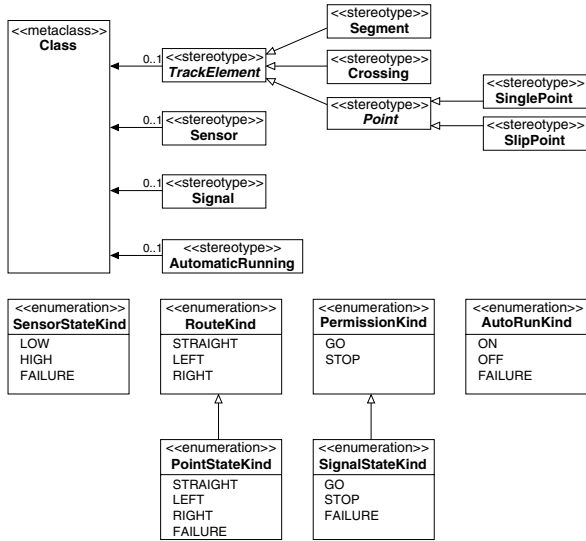 <<metaclass>>
Class
0..1
<<stereotype>>
TrackElement
<<stereotype>>
Segment
<<stereotype>>
Crossing
<<stereotype>>
Point
<<stereotype>>
SinglePoint
<<stereotype>>
SlipPoint
0..1
<<stereotype>>
Sensor
0..1
<<stereotype>>
Signal
0..1
<<stereotype>>
AutomaticRunning
<<enumeration>>
SensorStateKind
LOW
HIGH
FAILURE
<<enumeration>>
RouteKind
STRAIGHT
LEFT
RIGHT
<<enumeration>>
PermissionKind
GO
STOP
<<enumeration>>
AutoRunKind
ON
OFF
FAILURE
<<enumeration>>
PointStateKind
STRAIGHT
LEFT
RIGHT
FAILURE
<<enumeration>>
SignalStateKind
GO
STOP
FAILURE